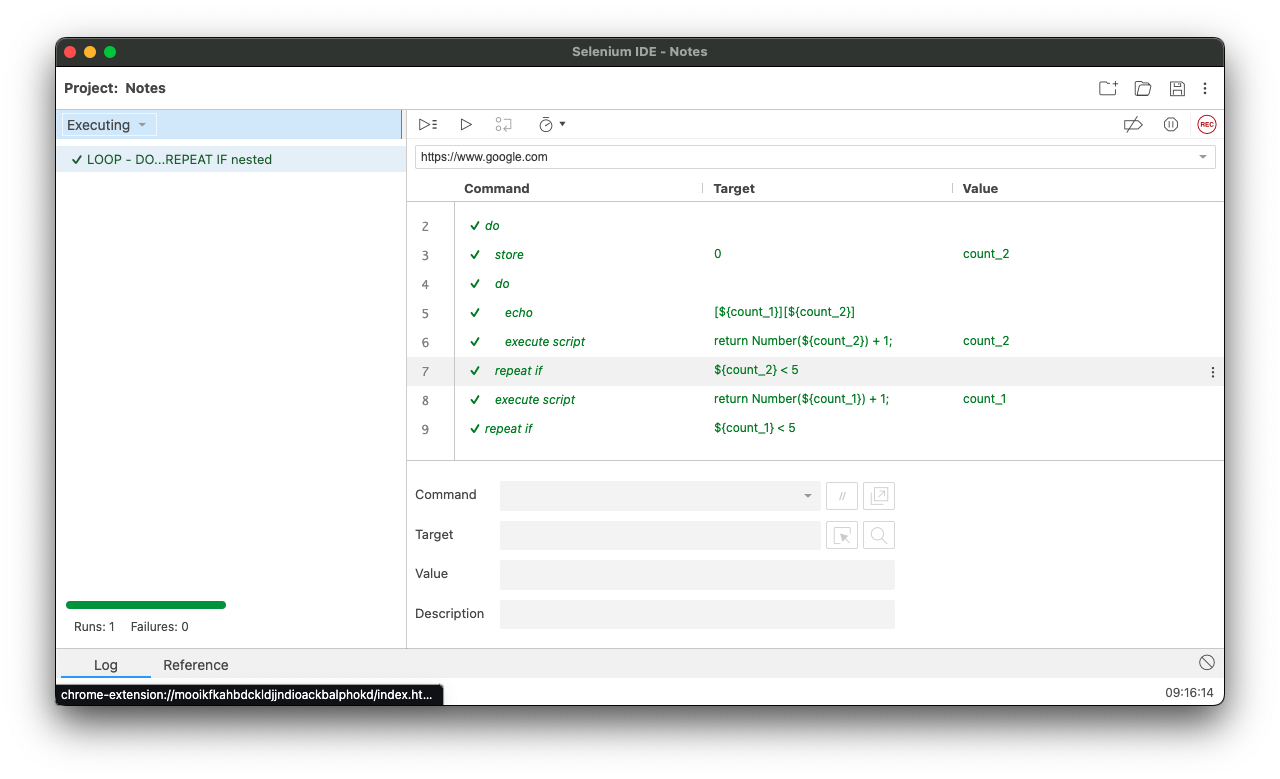 Selenium IDE - Notes
Project: Notes
Executing
REC
✓ LOOP - DO...REPEAT IF nested
https://www.google.com
Command Target Value
2 ✓ do
3 ✓ store 0 count_2
4 ✓ do
5 ✓ echo [${count_1}][${count_2}]
6 ✓ execute script return Number(${count_2}) + 1; count_2
7 ✓ repeat if ${count_2} < 5
8 ✓ execute script return Number(${count_1}) + 1; count_1
9 ✓ repeat if ${count_1} < 5
Command //
Target
Value
Description
Runs: 1 Failures: 0
Log Reference
chrome-extension://mooikfkahbdckldjjndioackbalphokd/index.ht...
09:16:14